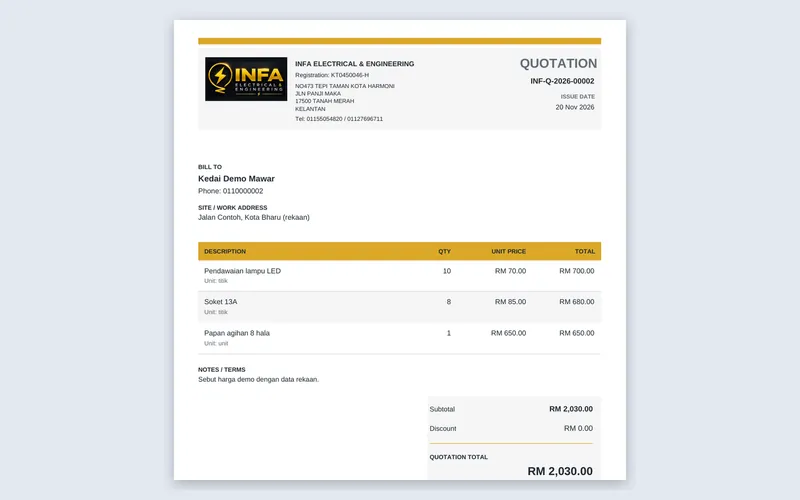 INFA
ELECTRICAL &
ENGINEERING
INFA ELECTRICAL & ENGINEERING
Registration: KT0450046-H
NO473 TEPI TAMAN KOTA HARMONI
JLN PANJI MAKA
17500 TANAH MERAH
KELANTAN
Tel: 01155054820 / 01127696711
QUOTATION
INF-Q-2026-00002
ISSUE DATE
20 Nov 2026
BILL TO
Kedai Demo Mawar
Phone: 0110000002
SITE / WORK ADDRESS
Jalan Contoh, Kota Bharu (rekaan)
DESCRIPTION QTY UNIT PRICE TOTAL
Pendawaian lampu LED 10 RM 70.00 RM 700.00
Unit: titik
Soket 13A 8 RM 85.00 RM 680.00
Unit: titik
Papan agihan 8 hala 1 RM 650.00 RM 650.00
Unit: unit
NOTES / TERMS
Sebut harga demo dengan data rekaan.
Subtotal RM 2,030.00
Discount RM 0.00
QUOTATION TOTAL
RM 2,030.00